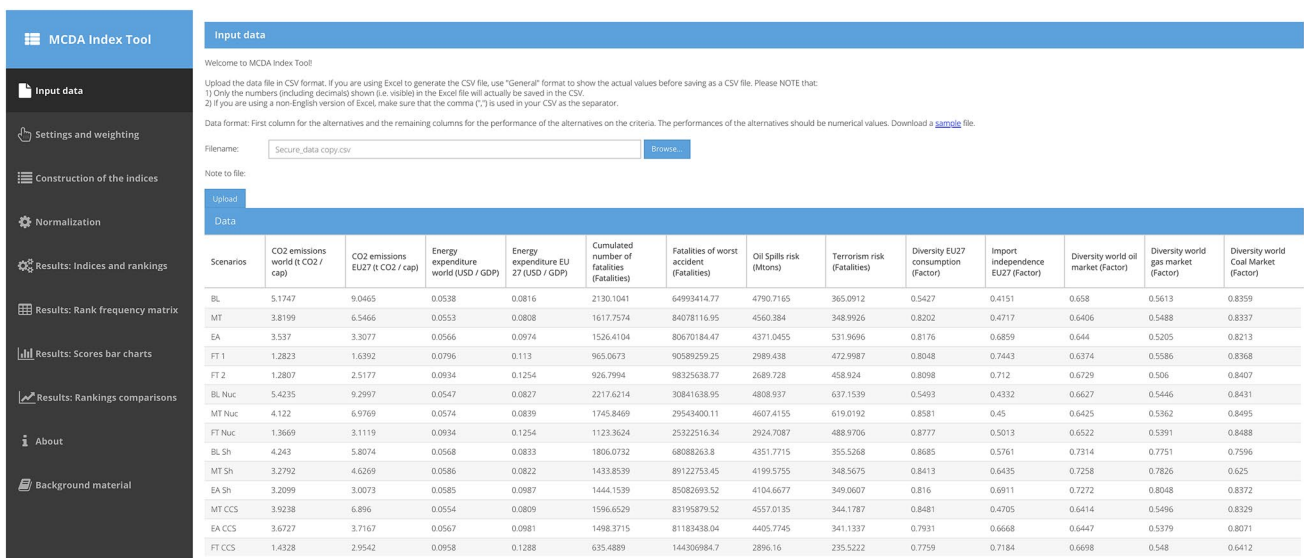 MCDA Index Tool
Input data
Settings and weighting
Construction of the indices
Normalization
Results: Indices and rankings
Results: Rank frequency matrix
Results: Scores bar charts
Results: Rankings comparisons
About
Background material
Input data
Welcome to MCDA Index Tool!
Upload the data file in CSV format. If you are using Excel to generate the CSV file, use "General" format to show the actual values before saving as a CSV file. Please NOTE that:
1) Only the numbers (including decimals) shown (i.e. visible) in the Excel file will actually be saved in the CSV.
2) If you are using a non-English version of Excel, make sure that the comma (",") is used in your CSV as the separator.
Data format: First column for the alternatives and the remaining columns for the performance of the alternatives on the criteria. The performances of the alternatives should be numerical values. Download a sample file.
Filename: Secure_data copy.csv Browse...
Note to file:
Upload
Data
Scenarios CO2 emissions world (t CO2 / cap) CO2 emissions EU27 (t CO2 / cap) Energy expenditure world (USD / GDP) Energy expenditure EU 27 (USD / GDP) Cumulated number of fatalities (Fatalities) Fatalities of worst accident (Fatalities) Oil Spills risk (Mtons) Terrorism risk (Fatalities) Diversity EU27 consumption (Factor) Import independence EU27 (Factor) Diversity world oil market (Factor) Diversity world gas market (Factor) Diversity world Coal Market (Factor)
BL 5.1747 9.0465 0.0538 0.0816 2130.1041 64993414.77 4790.7165 365.0912 0.5427 0.4151 0.658 0.5613 0.8359
MT 3.8199 6.5466 0.0553 0.0808 1617.7574 84078116.95 4560.384 348.9926 0.8202 0.4717 0.6406 0.5488 0.8337
EA 3.537 3.3077 0.0566 0.0974 1526.4104 80670184.47 4371.0455 531.9696 0.8176 0.6859 0.644 0.5205 0.8213
FT 1 1.2823 1.6392 0.0796 0.113 965.0673 90589259.25 2989.438 472.9987 0.8048 0.7443 0.6374 0.5586 0.8368
FT 2 1.2807 2.5177 0.0934 0.1254 926.7994 98325638.77 2689.728 458.924 0.8098 0.712 0.6729 0.506 0.8407
BL Nuc 5.4235 9.2997 0.0547 0.0827 2217.6214 30841638.95 4808.937 637.1539 0.5493 0.4332 0.6627 0.5446 0.8431
MT Nuc 4.122 6.9769 0.0574 0.0839 1745.8469 29543400.11 4607.4155 619.0192 0.8581 0.45 0.6425 0.5362 0.8495
FT Nuc 1.3669 3.1119 0.0934 0.1254 1123.3624 25322516.34 2924.7087 488.9706 0.8777 0.5013 0.6522 0.5391 0.8488
BL Sh 4.243 5.8074 0.0568 0.0833 1806.0732 68088263.8 4351.7715 355.5268 0.8685 0.5761 0.7314 0.7751 0.7596
MT Sh 3.2792 4.6269 0.0586 0.0822 1433.8539 89122753.45 4199.5755 348.5675 0.8413 0.6435 0.7258 0.7826 0.625
EA Sh 3.2099 3.0073 0.0585 0.0987 1444.1539 85082693.52 4104.6677 349.0607 0.816 0.6911 0.7272 0.8048 0.8372
MT CCS 3.9238 6.896 0.0554 0.0809 1596.6529 83195879.52 4557.0135 344.1787 0.8481 0.4705 0.6414 0.5496 0.8329
EA CCS 3.6727 3.7167 0.0567 0.0981 1498.3715 81183438.04 4405.7745 341.1337 0.7931 0.6668 0.6447 0.5379 0.8071
FT CCS 1.4328 2.9542 0.0958 0.1288 635.4889 144306984.7 2896.16 235.5222 0.7759 0.7184 0.6698 0.548 0.6412